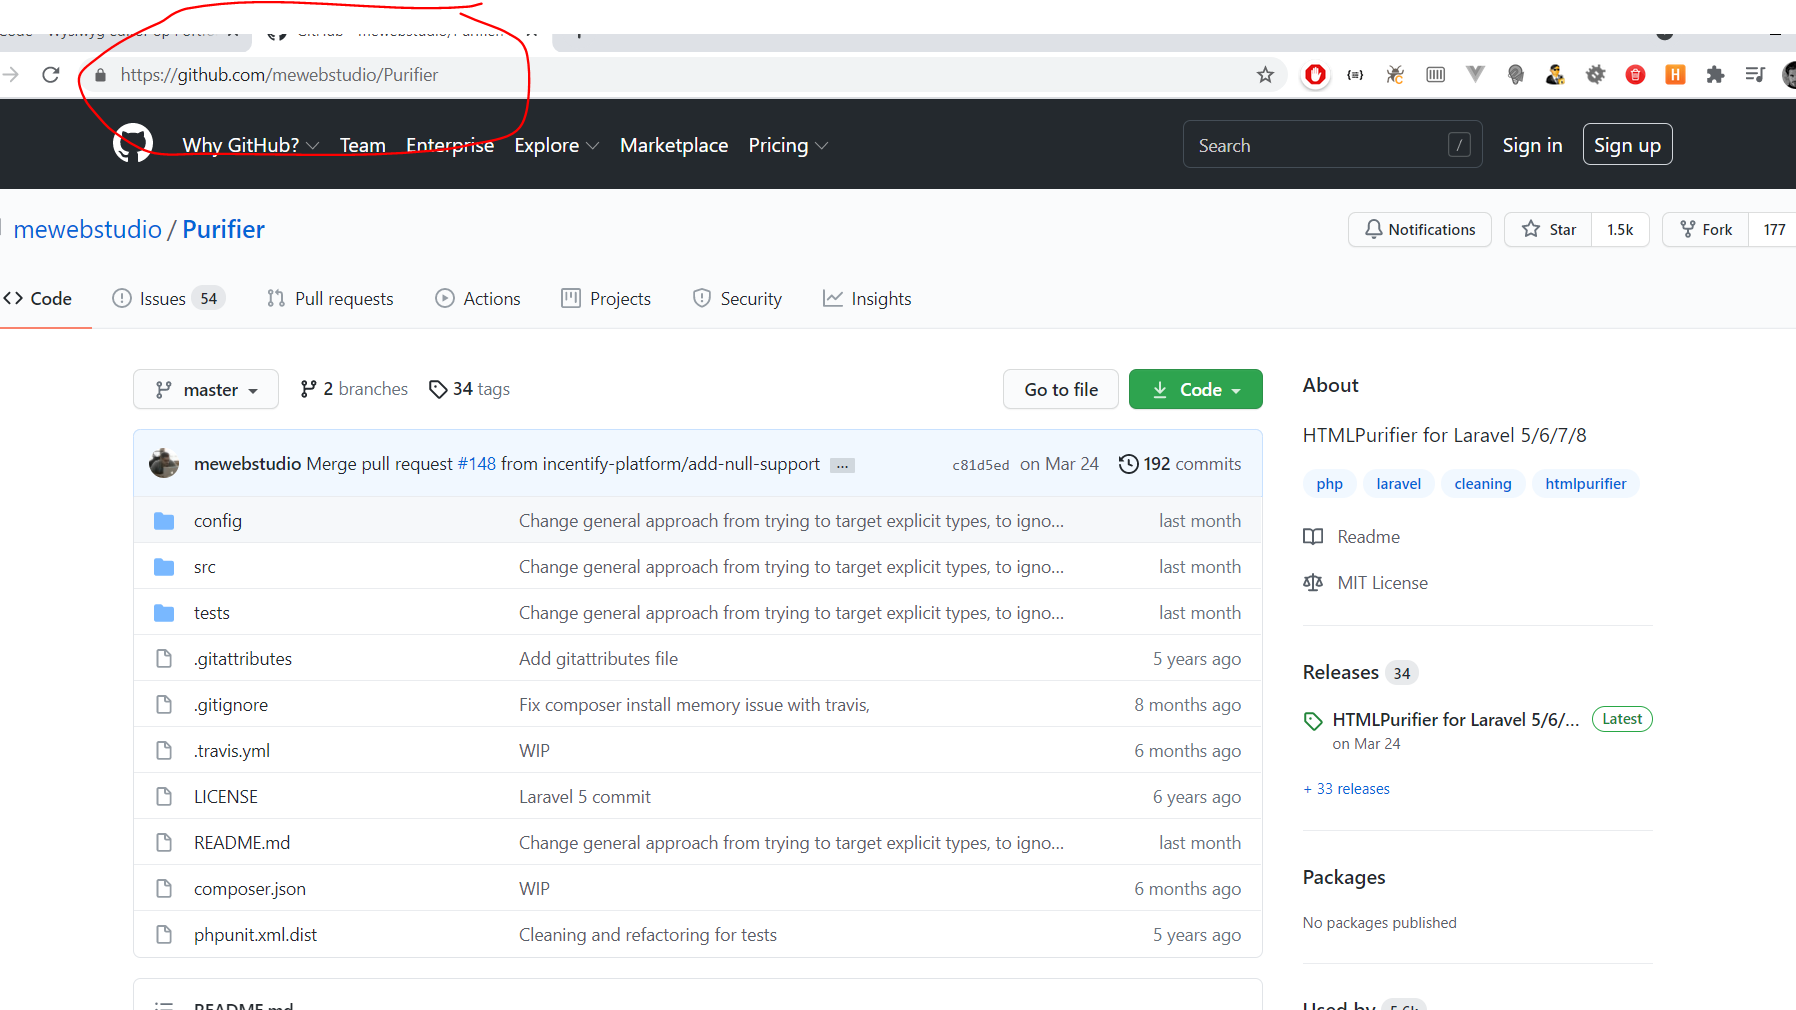 https://github.com/mewebstudio/Purifier
Why GitHub? Team Enterprise Explore Marketplace Pricing Search / Sign in Sign up
mewebstudio / Purifier Notifications Star 1.5k Fork 177
Code Issues 54 Pull requests Actions Projects Security Insights
master 2 branches 34 tags Go to file Code
mewebstudio Merge pull request #148 from incentify-platform/add-null-support ... c81d5ed on Mar 24 192 commits
config Change general approach from trying to target explicit types, to igno... last month
src Change general approach from trying to target explicit types, to igno... last month
tests Change general approach from trying to target explicit types, to igno... last month
.gitattributes Add gitattributes file 5 years ago
.gitignore Fix composer install memory issue with travis, 8 months ago
.travis.yml WIP 6 months ago
LICENSE Laravel 5 commit 6 years ago
README.md Change general approach from trying to target explicit types, to igno... last month
composer.json WIP 6 months ago
phpunit.xml.dist Cleaning and refactoring for tests 5 years ago
README.md
About
HTMLPurifier for Laravel 5/6/7/8
php laravel cleaning htmlpurifier
Readme
MIT License
Releases 34
HTMLPurifier for Laravel 5/6/... Latest
on Mar 24
+ 33 releases
Packages
No packages published
Used by 5.6k